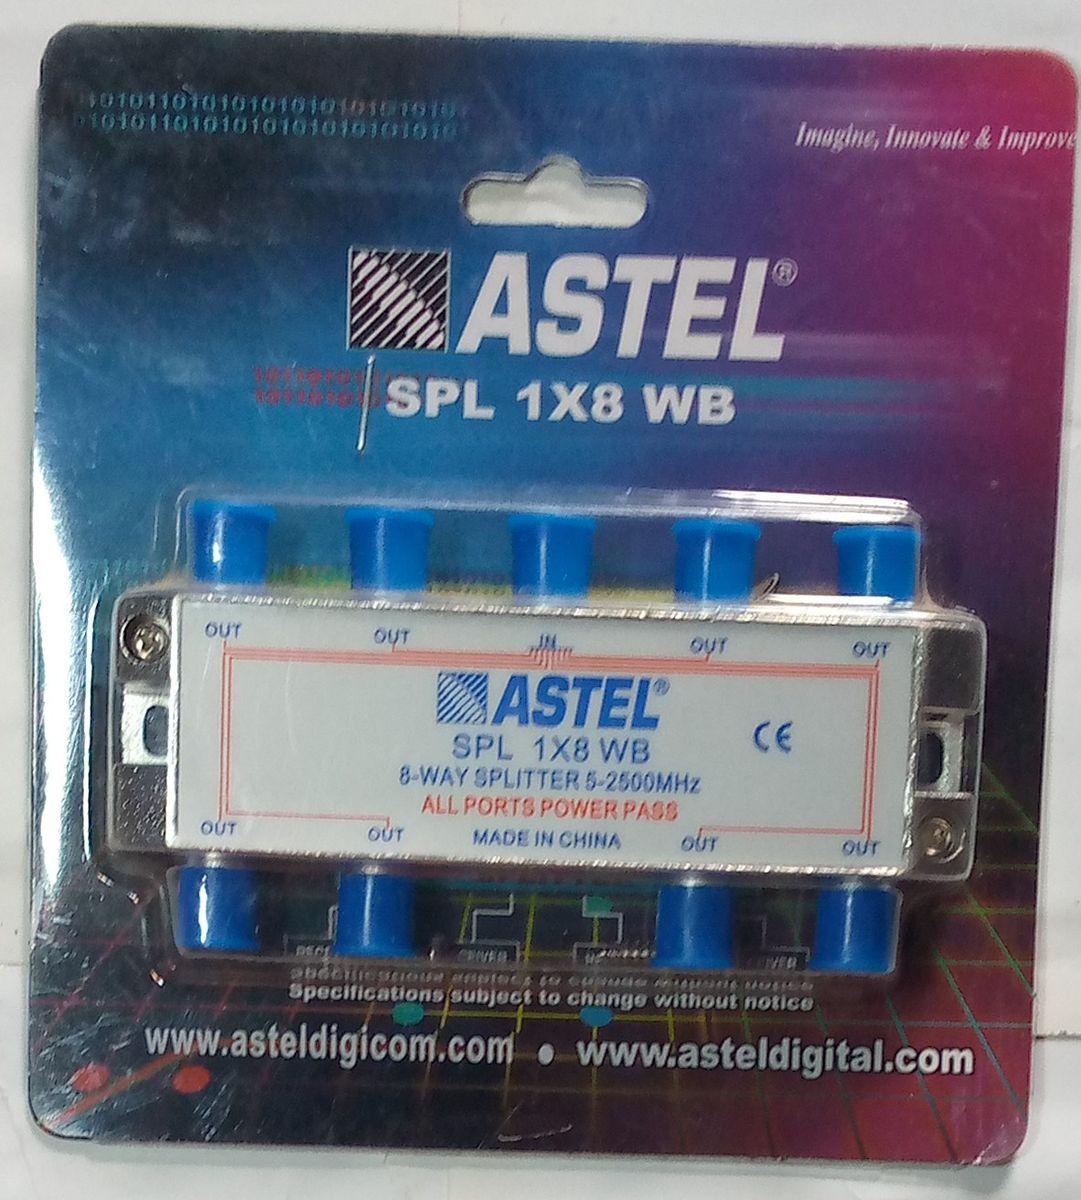 1010110101010101010101010
0101011010101010101010101010
Imagine, Innovate & Improve
ASTEL®
SPL 1X8 WB
OUT OUT IN OUT OUT
ASTEL®
SPL 1X8 WB
CE
8-WAY SPLITTER 5-2500MHz
ALL PORTS POWER PASS
OUT OUT MADE IN CHINA OUT OUT
Specifications subject to change without notice
www.asteldigicom.com • www.asteldigital.com